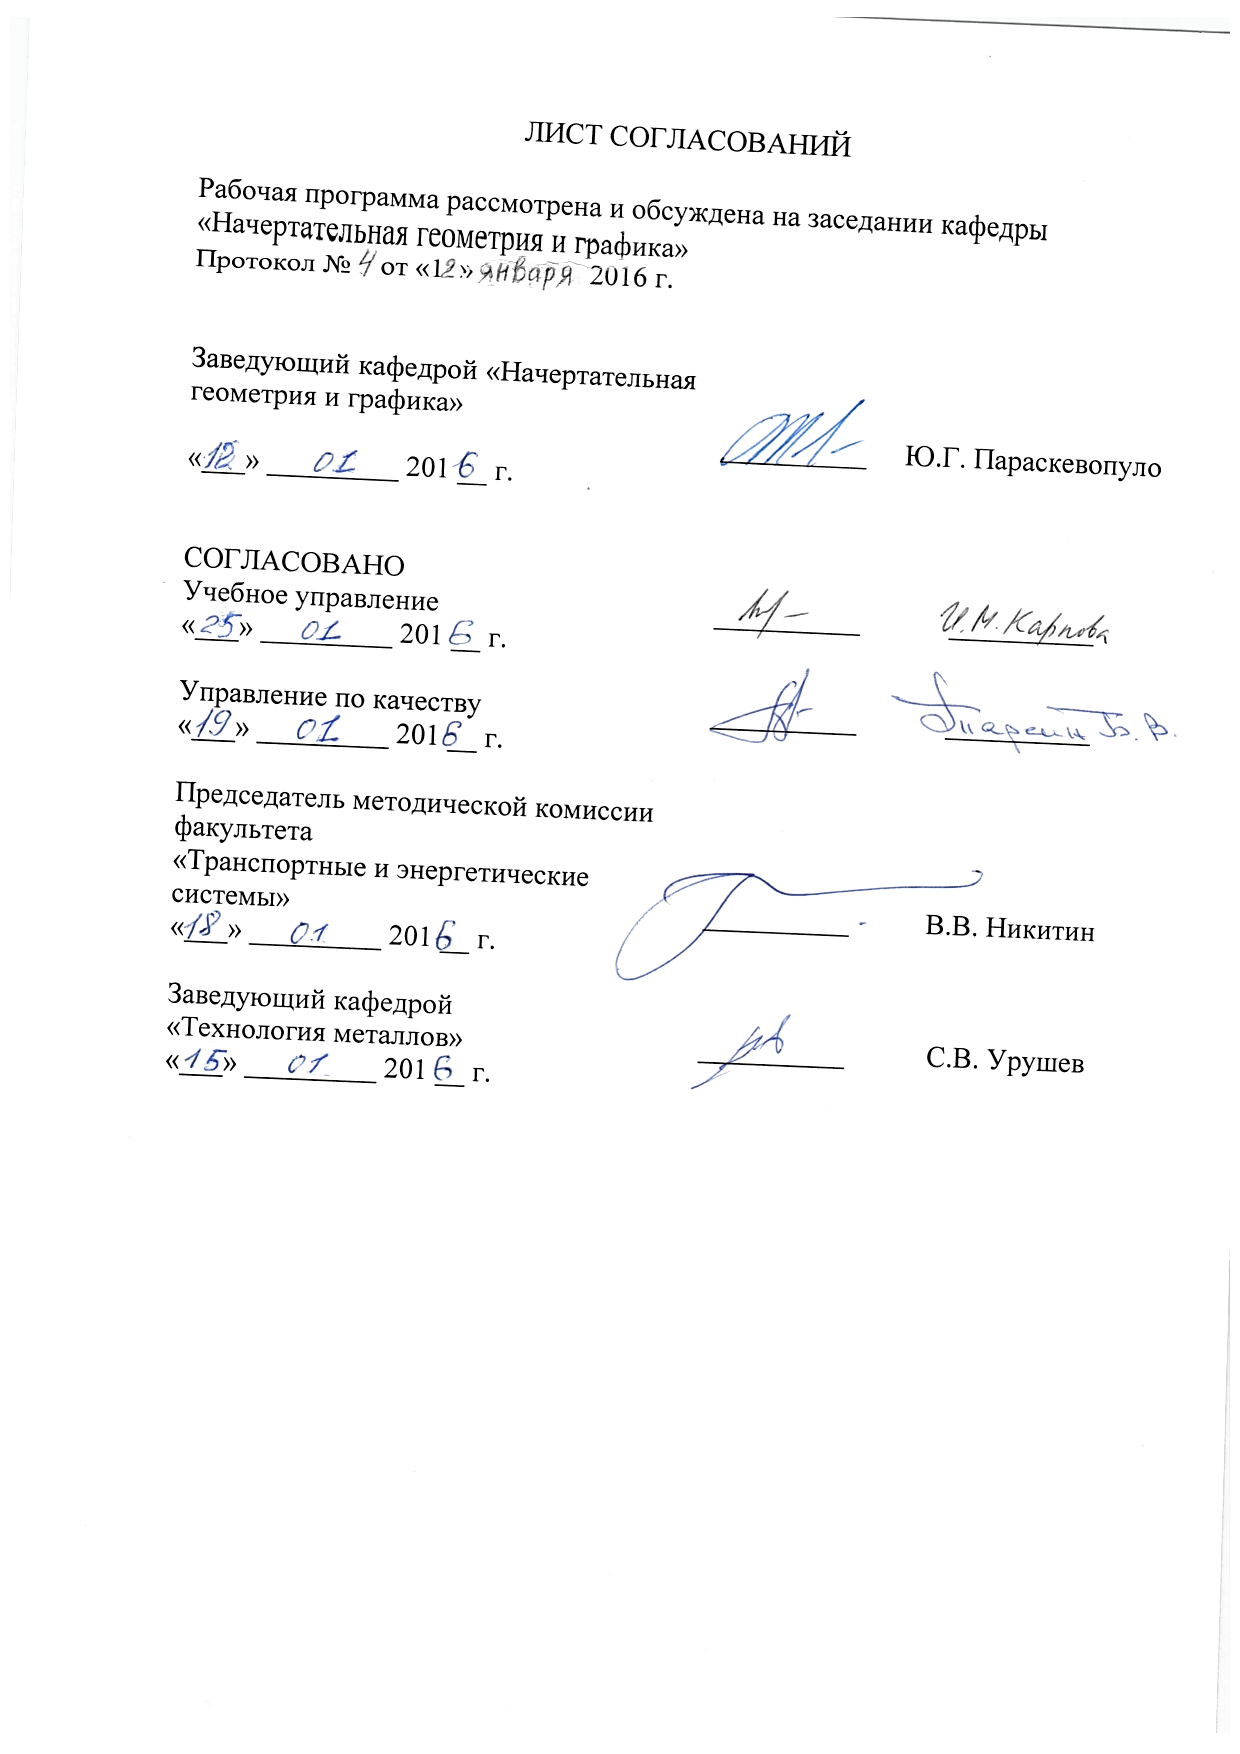 ЛИСТ СОГЛАСОВАНИЙ
Рабочая программа рассмотрена и обсуждена на заседании кафедры
«Начертательная геометрия и графика»
Протокол № 4 от «12» января 2016 г.
Заведующий кафедрой «Начертательная
геометрия и графика»
«12» 01 2016 г. Ю.Г. Параскевопуло
СОГЛАСОВАНО
Учебное управление
«25» 01 2016 г. И.М. Карпова
Управление по качеству
«19» 01 2016 г. Б.В.
Председатель методической комиссии
факультета
«Транспортные и энергетические
системы»
«18» 01 2016 г. В.В. Никитин
Заведующий кафедрой
«Технология металлов»
«15» 01 2016 г. С.В. Урушев